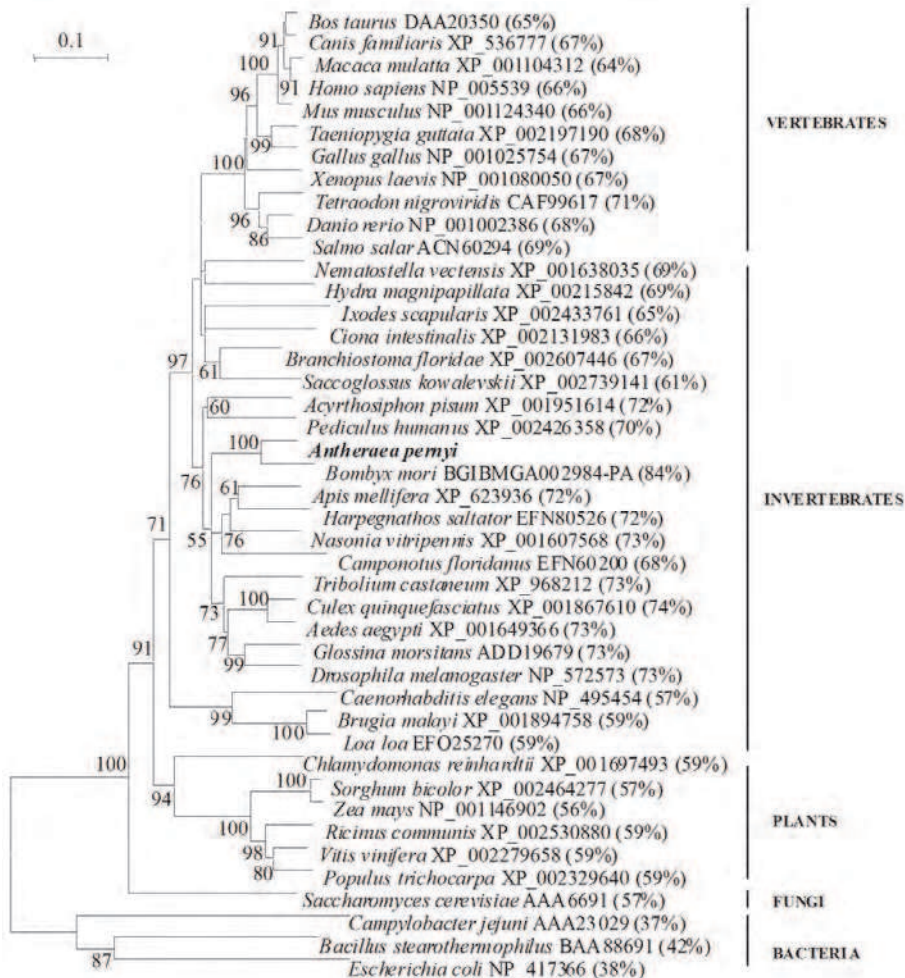 0.1
Bos taurus DAA20350 (65%)
91
Canis familiaris XP_536777 (67%)
100
Macaca mulatta XP_001104312 (64%)
91
Homo sapiens NP_005539 (66%)
96
Mus musculus NP_001124340 (66%)
VERTEBRATES
Taeniopygia guttata XP_002197190 (68%)
99
Gallus gallus NP_001025754 (67%)
100
Xenopus laevis NP_001080050 (67%)
Tetraodon nigroviridis CAF99617 (71%)
96
Danio rerio NP_001002386 (68%)
86
Salmo salar ACN60294 (69%)
Nematostella vectensis XP_001638035 (69%)
Hydra magnipapillata XP_00215842 (69%)
Ixodes scapularis XP_002433761 (65%)
Ciona intestinalis XP_002131983 (66%)
97
Branchiostoma floridae XP_002607446 (67%)
61
Saccoglossus kowalevskii XP_002739141 (61%)
Acyrthosiphon pisum XP_001951614 (72%)
60
Pediculus humanus XP_002426358 (70%)
100
Antheraea pernyi
76
Bombyx mori BGIBMGA002984-PA (84%)
61
Apis mellifera XP_623936 (72%)
INVERTEBRATES
Harpegnathos saltator EFN80526 (72%)
71
55
76
Nasonia vitripennis XP_001607568 (73%)
Camponotus floridanus EFN60200 (68%)
Tribolium castaneum XP_968212 (73%)
73
100
Culex quinquefasciatus XP_001867610 (74%)
Aedes aegypti XP_001649366 (73%)
77
91
Glossina morsitans ADD19679 (73%)
99
Drosophila melanogaster NP_572573 (73%)
Caenorhabditis elegans NP_495454 (57%)
99
Brugia malayi XP_001894758 (59%)
100
Loa loa EFO25270 (59%)
100
Chlamydomonas reinhardtii XP_001697493 (59%)
94
100
Sorghum bicolor XP_002464277 (57%)
Zea mays NP_001146902 (56%)
PLANTS
100
Ricinus communis XP_002530880 (59%)
98
Vitis vinifera XP_002279658 (59%)
80
Populus trichocarpa XP_002329640 (59%)
Saccharomyces cerevisiae AAA6691 (57%)
FUNGI
Campylobacter jejuni AAA23029 (37%)
Bacillus stearothermophilus BAA88691 (42%)
BACTERIA
87
Escherichia coli NP_417366 (38%)